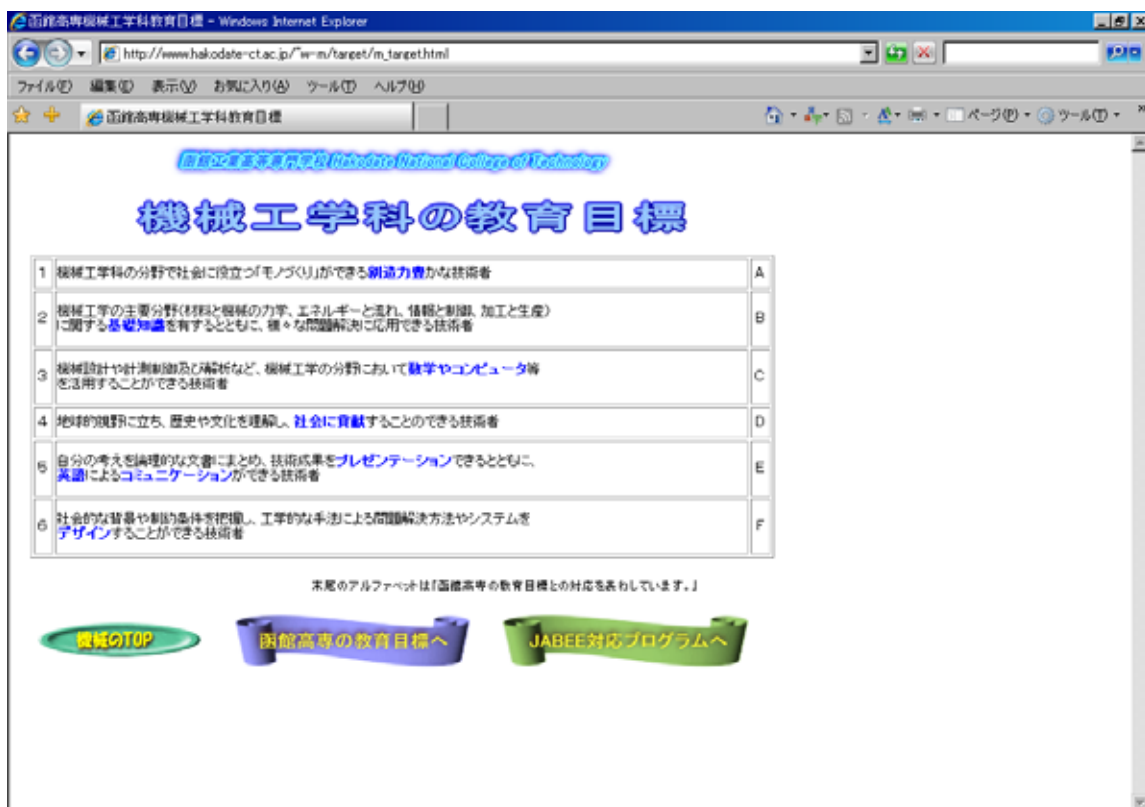 函館高専機械工学科教育目標 - Windows Internet Explorer
http://www.hakodate-ct.ac.jp/~w-m/target/m_target.html
ファイル(F) 編集(E) 表示(V) お気に入り(A) ツール(T) ヘルプ(H)
函館高専機械工学科教育目標
ページ(P) ツール(O)
函館工業高等専門学校 Hakodate National College of Technology
機械工学科の教育目標
1 機械工学科の分野で社会に役立つ「モノづくり」ができる創造力豊かな技術者 A
2 機械工学の主要分野(材料と機械の力学、エネルギーと流れ、情報と制御、加工と生産)
に関する基礎知識を有するとともに、種々な問題解決に応用できる技術者 B
3 機械設計や計測制御及び解析など、機械工学の分野において数学やコンピュータ等
を活用することができる技術者 C
4 地球的視野に立ち、歴史や文化を理解し、社会に貢献することのできる技術者 D
5 自分の考えを論理的な文書にまとめ、技術成果をプレゼンテーションできるとともに、
英語によるコミュニケーションができる技術者 E
6 社会的な背景や制約条件を把握し、工学的な手法による問題解決方法やシステムを
デザインすることができる技術者 F
末尾のアルファベットは「函館高専の教育目標との対応を表わしています。」
機械のTOP
函館高専の教育目標へ
JABEE対応プログラムへ